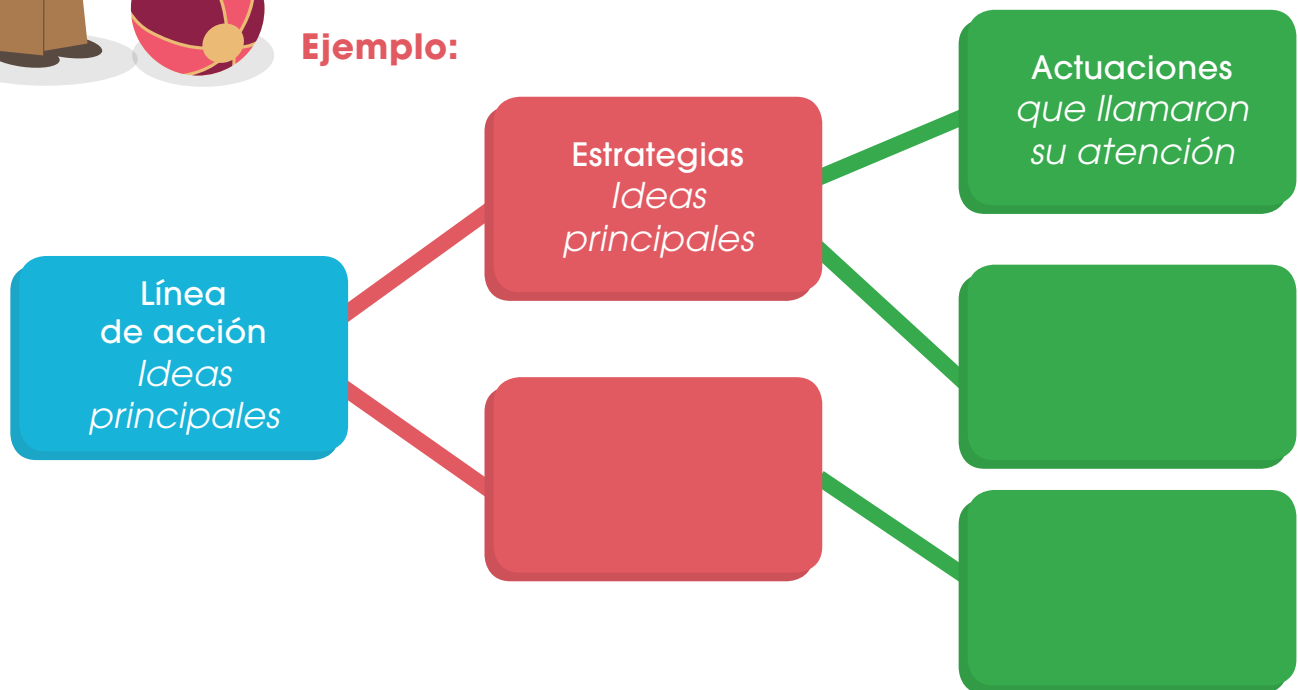 Ejemplo:
Línea
de acción
Ideas
principales
Estrategias
Ideas
principales
Actuaciones
que llamaron
su atención